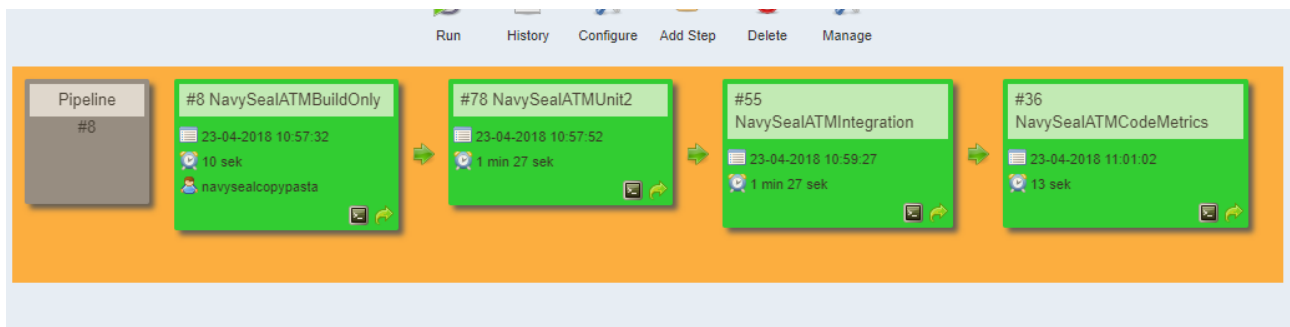 Run History Configure Add Step Delete Manage
Pipeline
#8
#8 NavySealATMBuildOnly
23-04-2018 10:57:32
10 sek
navysealcopypasta
#78 NavySealATMUnit2
23-04-2018 10:57:52
1 min 27 sek
#55
NavySealATMIntegration
23-04-2018 10:59:27
1 min 27 sek
#36
NavySealATMCodeMetrics
23-04-2018 11:01:02
13 sek